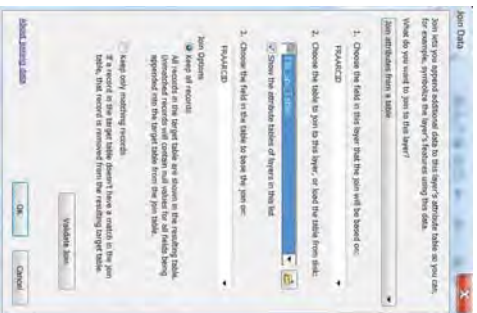 Join Data
Join lets you append additional data to this layer's attribute table so you can,
for example, symbolize the layer's features using this data.
What do you want to join to this layer?
Join attributes from a table
1. Choose the field in this layer that the join will be based on:
FRAARCID
2. Choose the table to join to this layer, or load the table from disk:
Show the attribute tables of layers in this list
3. Choose the field in the table to base the join on:
FRAARCID
Join Options
Keep all records
All records in the target table are shown in the resulting table.
Unmatched records will contain null values for all fields being
appended into the target table from the join table.
Keep only matching records
If a record in the target table doesn't have a match in the join
table, that record is removed from the resulting target table.
Validate Join
About joining data
OK
Cancel